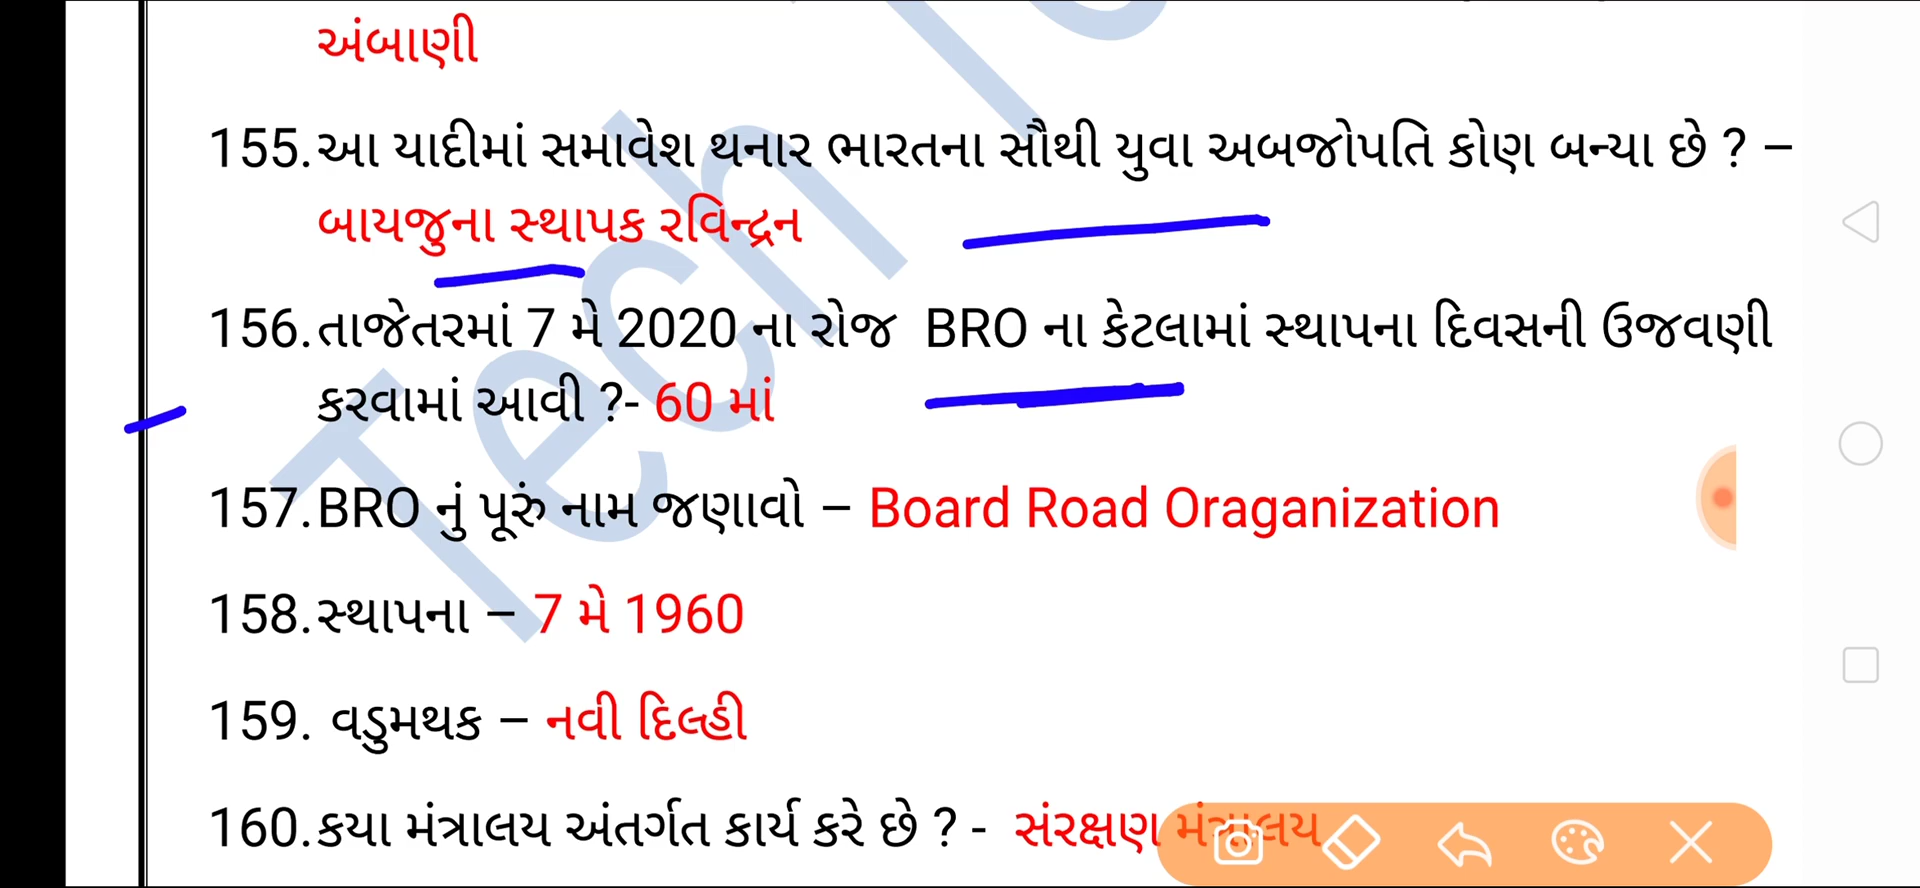 અંબાણી
155. આ યાદીમાં સમાવેશ થનાર ભારતના સૌથી યુવા અબજોપતિ કોણ બન્યા છે ? –
બાયજુના સ્થાપક રવિન્દ્રન
156. તાજેતરમાં 7 મે 2020 ના રોજ BRO ના કેટલામાં સ્થાપના દિવસની ઉજવણી
કરવામાં આવી ?- 60 માં
157. BRO નું પૂરું નામ જણાવો – Board Road Oraganization
158. સ્થાપના – 7 મે 1960
159. વડુમથક – નવી દિલ્હી
160. કયા મંત્રાલય અંતર્ગત કાર્ય કરે છે ? - સંરક્ષણ મંત્રાલય
Tech